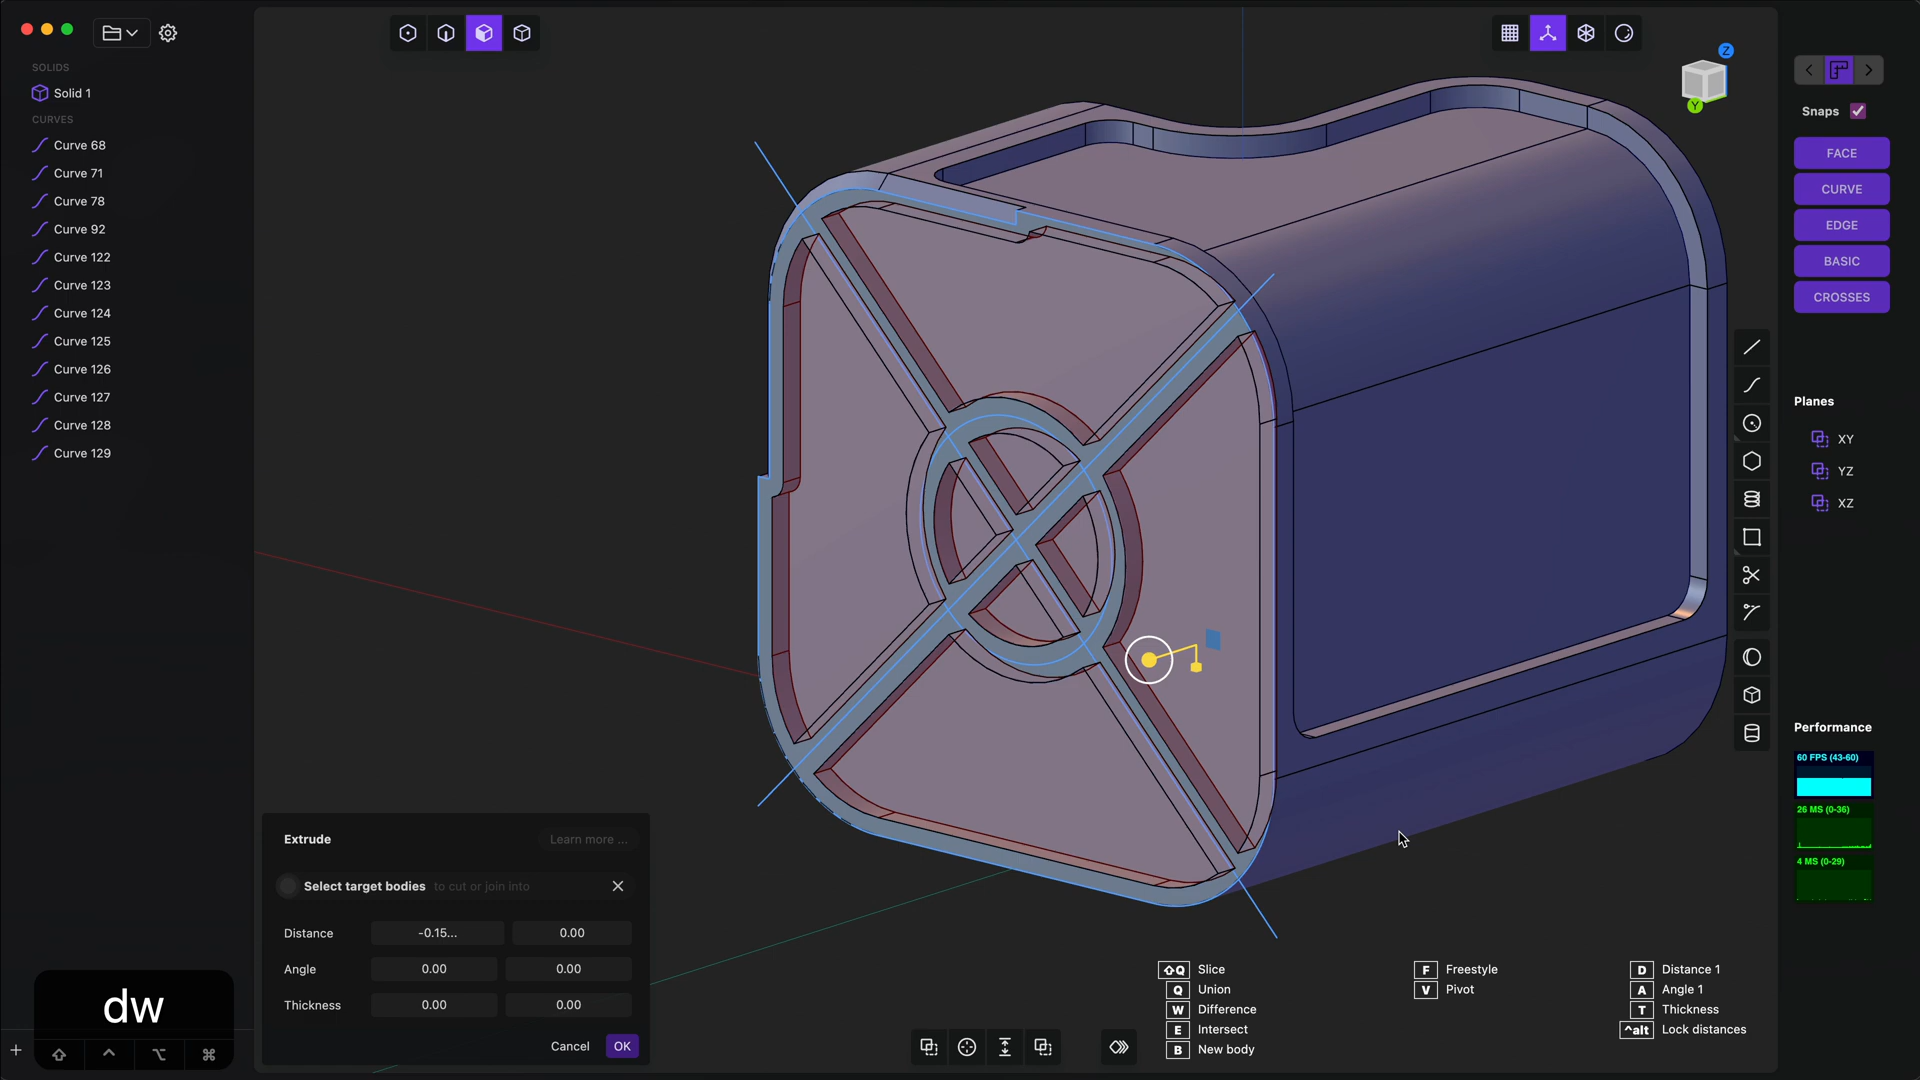 SOLIDS
Solid 1
CURVES
Curve 68
Curve 71
Curve 78
Curve 92
Curve 122
Curve 123
Curve 124
Curve 125
Curve 126
Curve 127
Curve 128
Curve 129
dw
Z
Y
Snaps
FACE
CURVE
EDGE
BASIC
CROSSES
Planes
XY
YZ
XZ
Performance
60 FPS (43-60)
26 MS (0-36)
4 MS (0-29)
Extrude
Learn more ...
Select target bodies to cut or join into
Distance -0.15... 0.00
Angle 0.00 0.00
Thickness 0.00 0.00
Cancel OK
⇧Q Slice
Q Union
W Difference
E Intersect
B New body
F Freestyle
V Pivot
D Distance 1
A Angle 1
T Thickness
^alt Lock distances